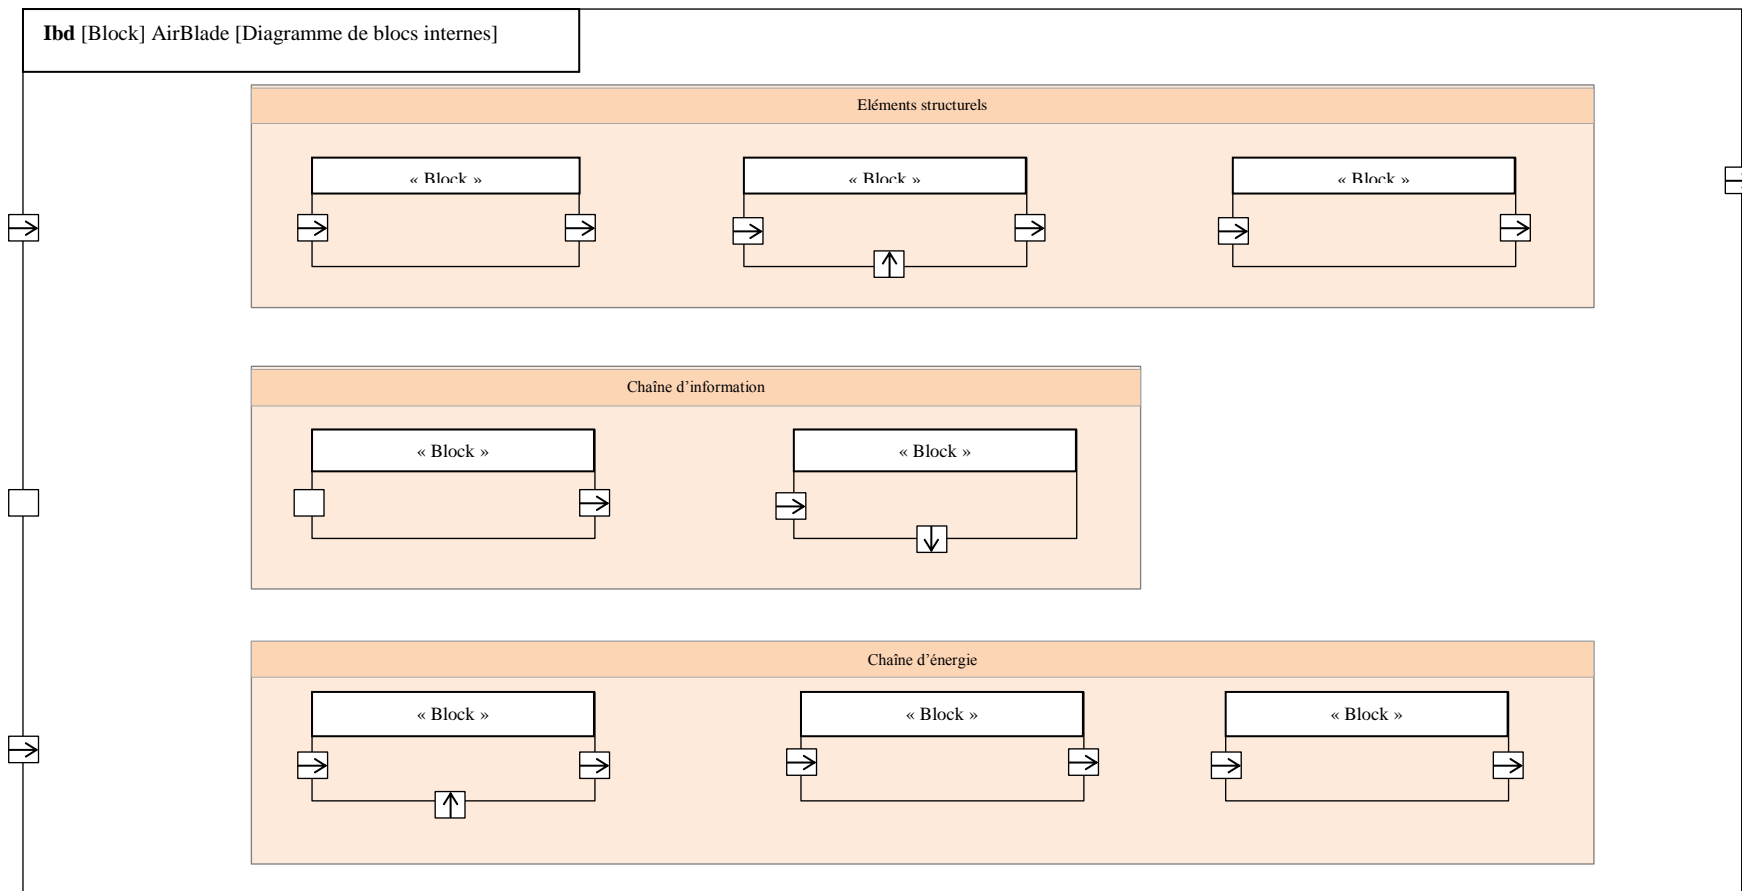 Ibd [Block] AirBlade [Diagramme de blocs internes]
Eléments structurels
« Block »
« Block »
« Block »
Chaîne d’information
« Block »
« Block »
Chaîne d’énergie
« Block »
« Block »
« Block »